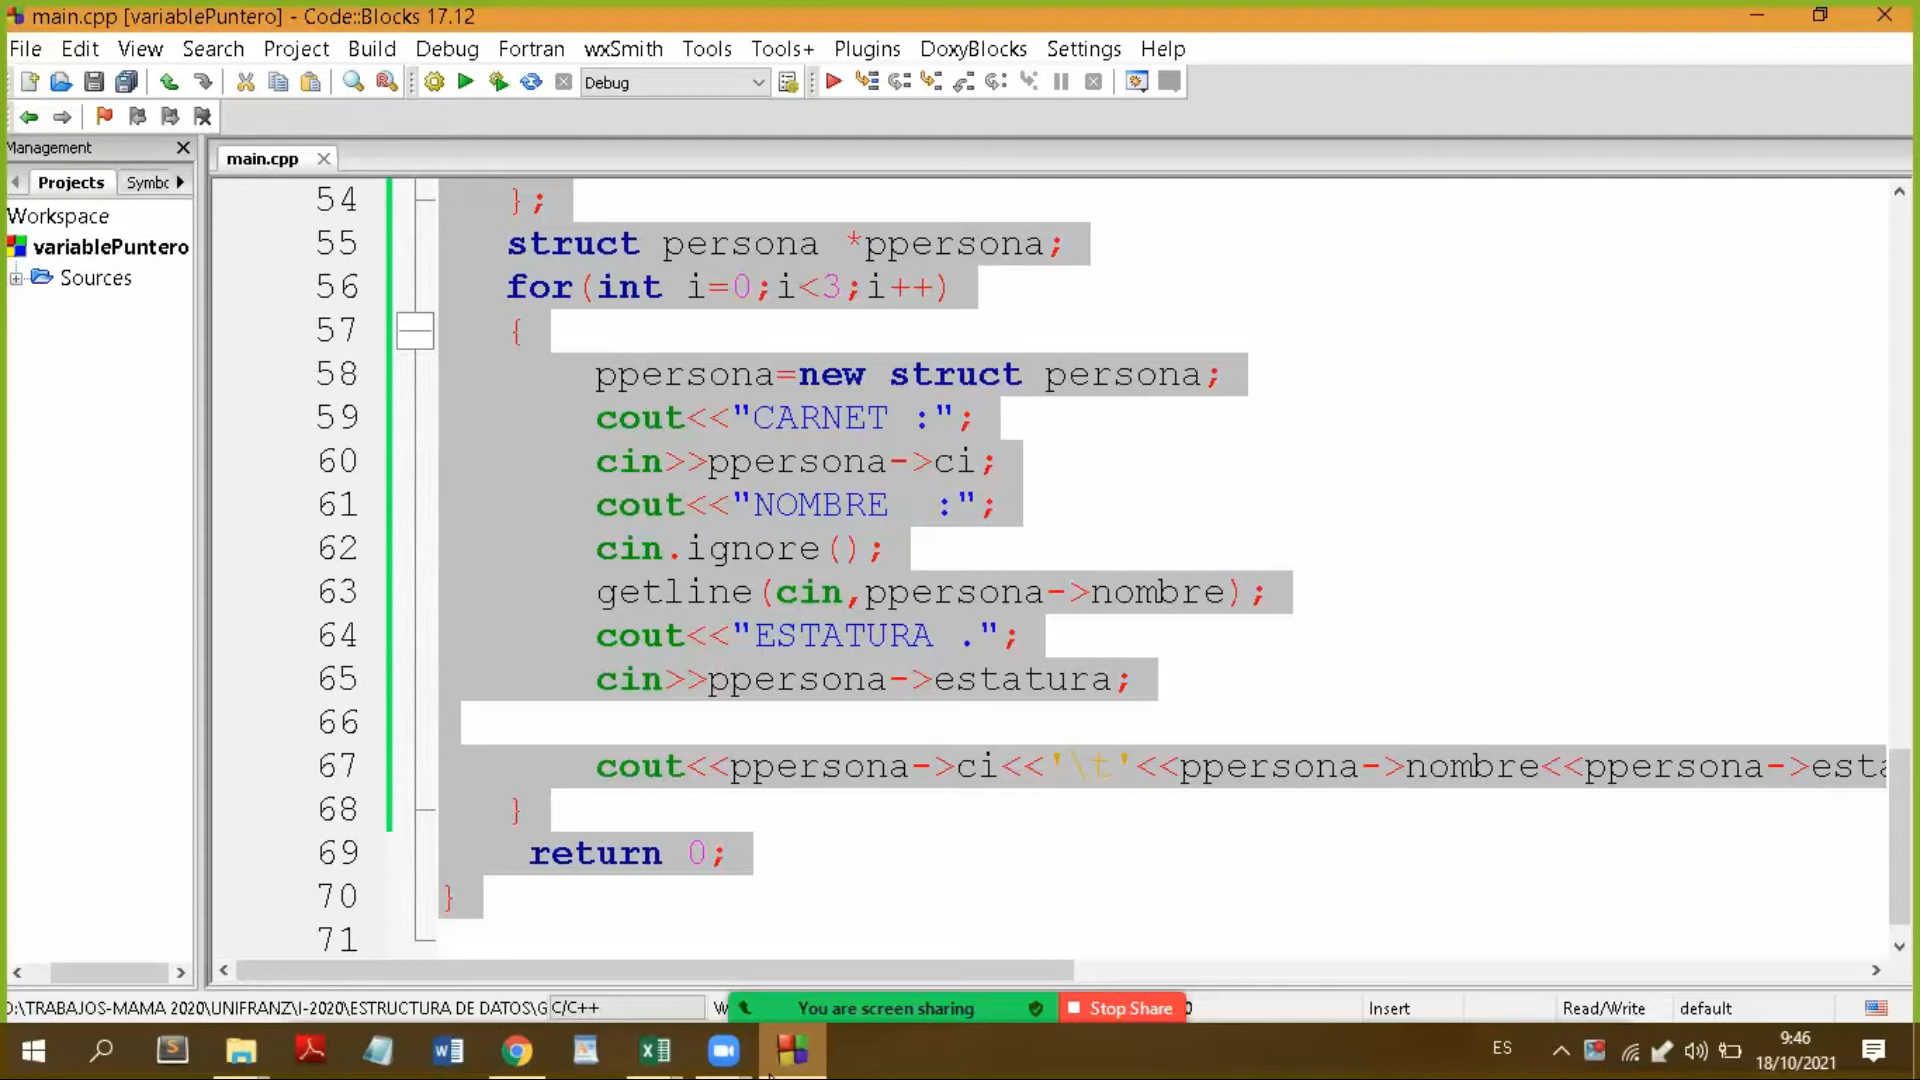 main.cpp [variablePuntero] - Code::Blocks 17.12
File Edit View Search Project Build Debug Fortran wxSmith Tools Tools+ Plugins DoxyBlocks Settings Help
Debug
Management
main.cpp
Projects Symbc
Workspace
variablePuntero
Sources
54 };
55 struct persona *ppersona;
56 for(int i=0;i<3;i++)
57 {
58 ppersona=new struct persona;
59 cout<<"CARNET :";
60 cin>>ppersona->ci;
61 cout<<"NOMBRE  :";
62 cin.ignore();
63 getline(cin,ppersona->nombre);
64 cout<<"ESTATURA .";
65 cin>>ppersona->estatura;
66
67 cout<<ppersona->ci<<'\t'<<ppersona->nombre<<ppersona->esta
68 }
69 return 0;
70 }
71
D:\TRABAJOS-MAMA 2020\UNIFRANZ\I-2020\ESTRUCTURA DE DATOS\G C/C++ W You are screen sharing Stop Share 0 Insert Read/Write default
ES
9:46
18/10/2021